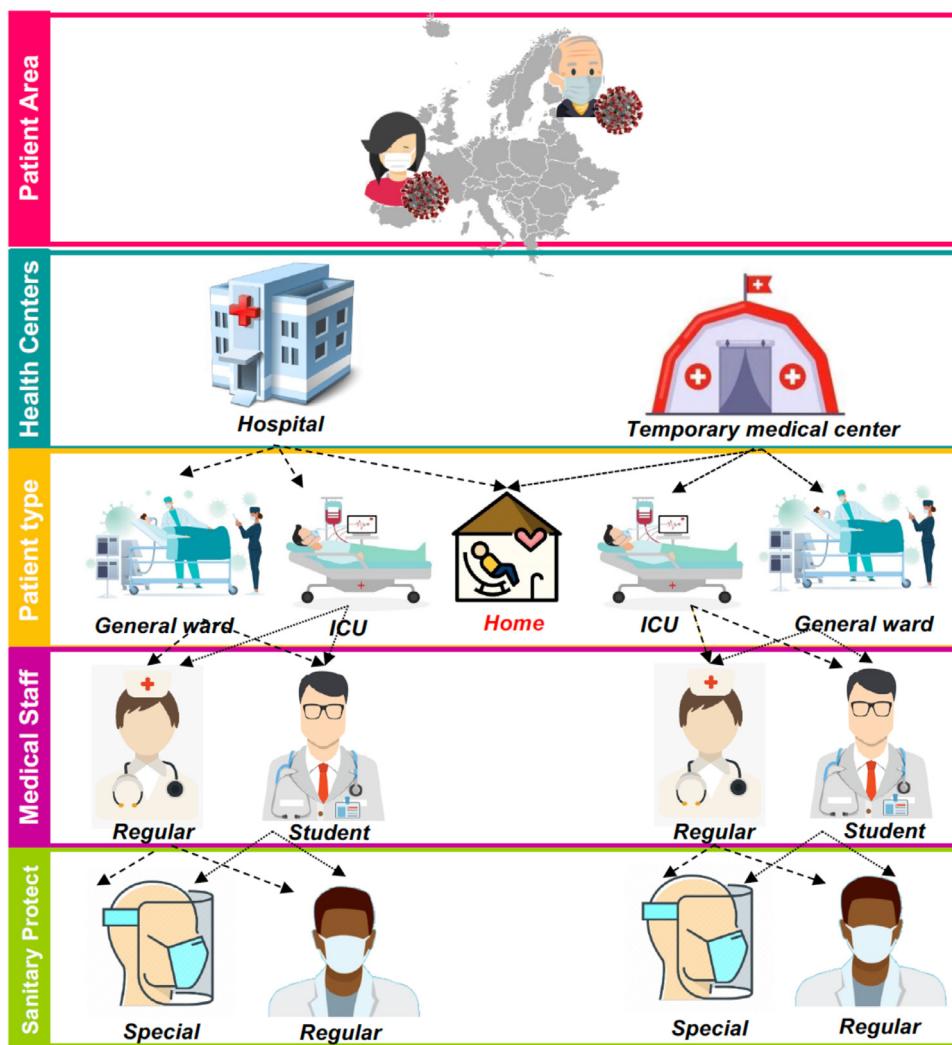 Patient Area
Health Centers
Hospital
Temporary medical center
Patient type
General ward
ICU
Home
ICU
General ward
Medical Staff
Regular
Student
Regular
Student
Sanitary Protect
Special
Regular
Special
Regular